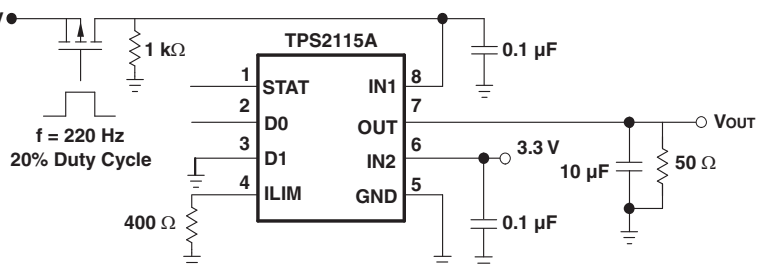 TPS2115A
1 kΩ
0.1 µF
1
STAT
IN1
8
2
D0
OUT
7
VOUT
f = 220 Hz
20% Duty Cycle
3
D1
IN2
6
3.3 V
10 µF
50 Ω
4
ILIM
GND
5
400 Ω
0.1 µF